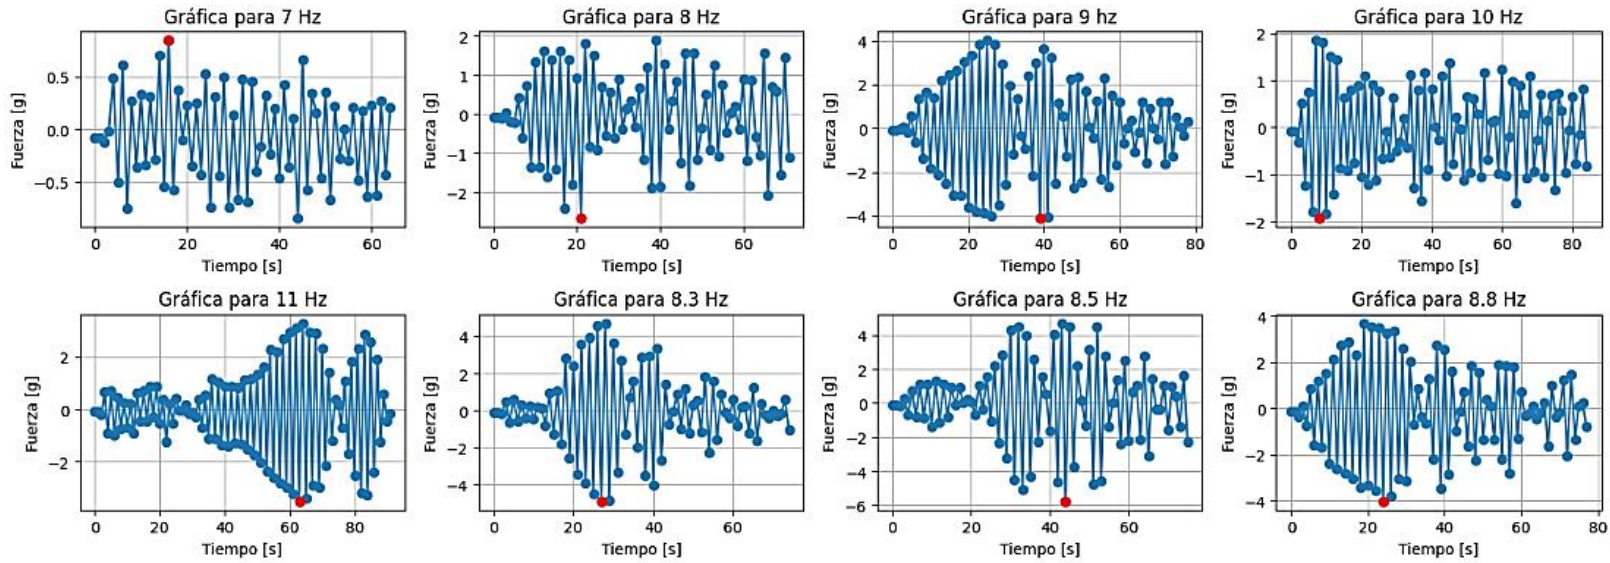 Gráfica para 7 Hz
Fuerza [g]
0.5
0.0
−0.5
0 20 40 60
Tiempo [s]
Gráfica para 8 Hz
Fuerza [g]
2
1
0
−1
−2
0 20 40 60
Tiempo [s]
Gráfica para 9 hz
Fuerza [g]
4
2
0
−2
−4
0 20 40 60 80
Tiempo [s]
Gráfica para 10 Hz
Fuerza [g]
2
1
0
−1
−2
0 20 40 60 80
Tiempo [s]
Gráfica para 11 Hz
Fuerza [g]
2
0
−2
0 20 40 60 80
Tiempo [s]
Gráfica para 8.3 Hz
Fuerza [g]
4
2
0
−2
−4
0 20 40 60
Tiempo [s]
Gráfica para 8.5 Hz
Fuerza [g]
4
2
0
−2
−4
−6
0 20 40 60
Tiempo [s]
Gráfica para 8.8 Hz
Fuerza [g]
4
2
0
−2
−4
0 20 40 60 80
Tiempo [s]